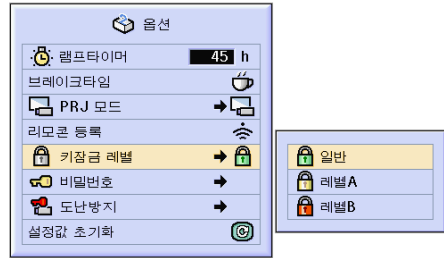 옵션
램프타이머 45 h
브레이크타임
PRJ 모드
리모콘 등록
키잠금 레벨
비밀번호
도난방지
설정값 초기화
일반
레벨A
레벨B